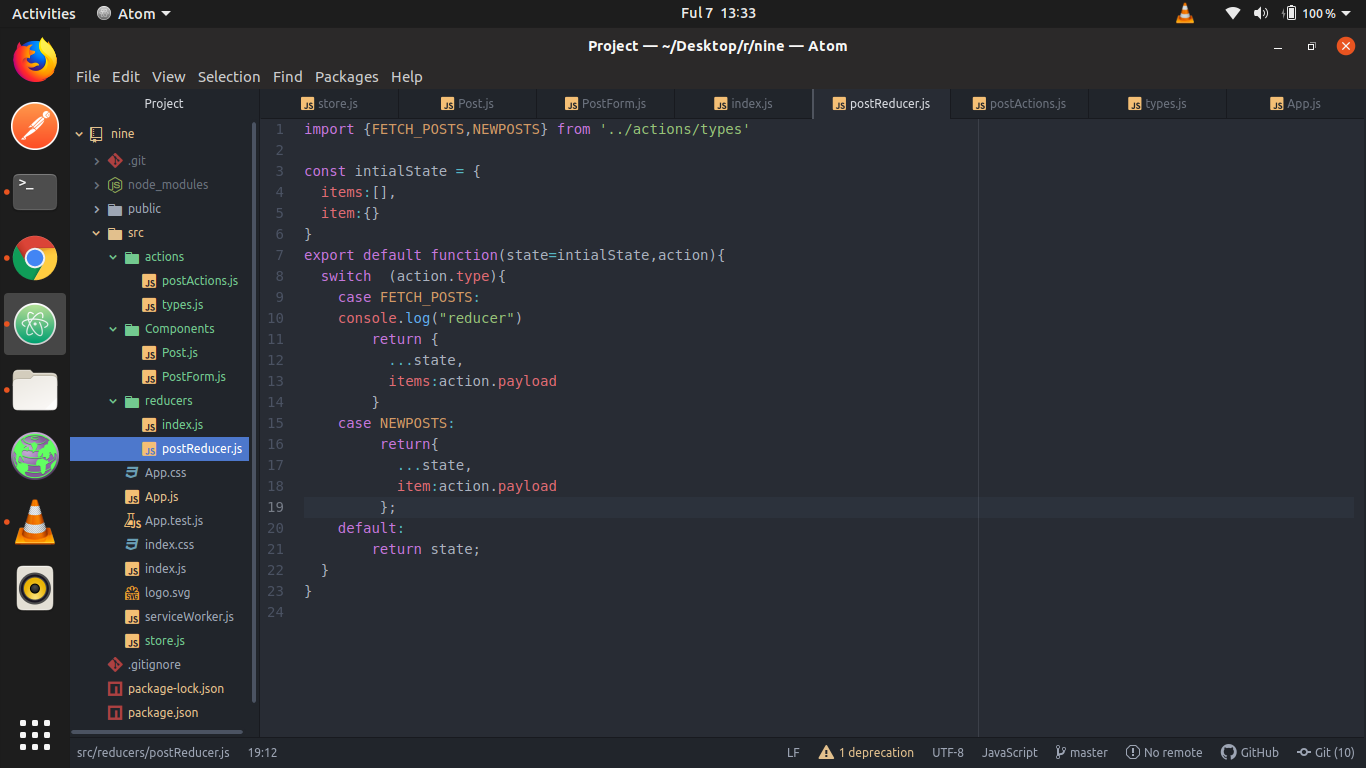 Activities Atom Ful 7 13:33 100 %
Project — ~/Desktop/r/nine — Atom
File Edit View Selection Find Packages Help
Project
store.js Post.js PostForm.js index.js postReducer.js postActions.js types.js App.js
nine
.git
node_modules
public
src
actions
postActions.js
types.js
Components
Post.js
PostForm.js
reducers
index.js
postReducer.js
App.css
App.js
App.test.js
index.css
index.js
logo.svg
serviceWorker.js
store.js
.gitignore
package-lock.json
package.json
1 import {FETCH_POSTS,NEWPOSTS} from '../actions/types'
2
3 const intialState = {
4 items:[],
5 item:{}
6 }
7 export default function(state=intialState,action){
8 switch  (action.type){
9 case FETCH_POSTS:
10 console.log("reducer")
11 return {
12 ...state,
13 items:action.payload
14 }
15 case NEWPOSTS:
16 return{
17 ...state,
18 item:action.payload
19 };
20 default:
21 return state;
22 }
23 }
24
src/reducers/postReducer.js 19:12 LF 1 deprecation UTF-8 JavaScript master No remote GitHub Git (10)